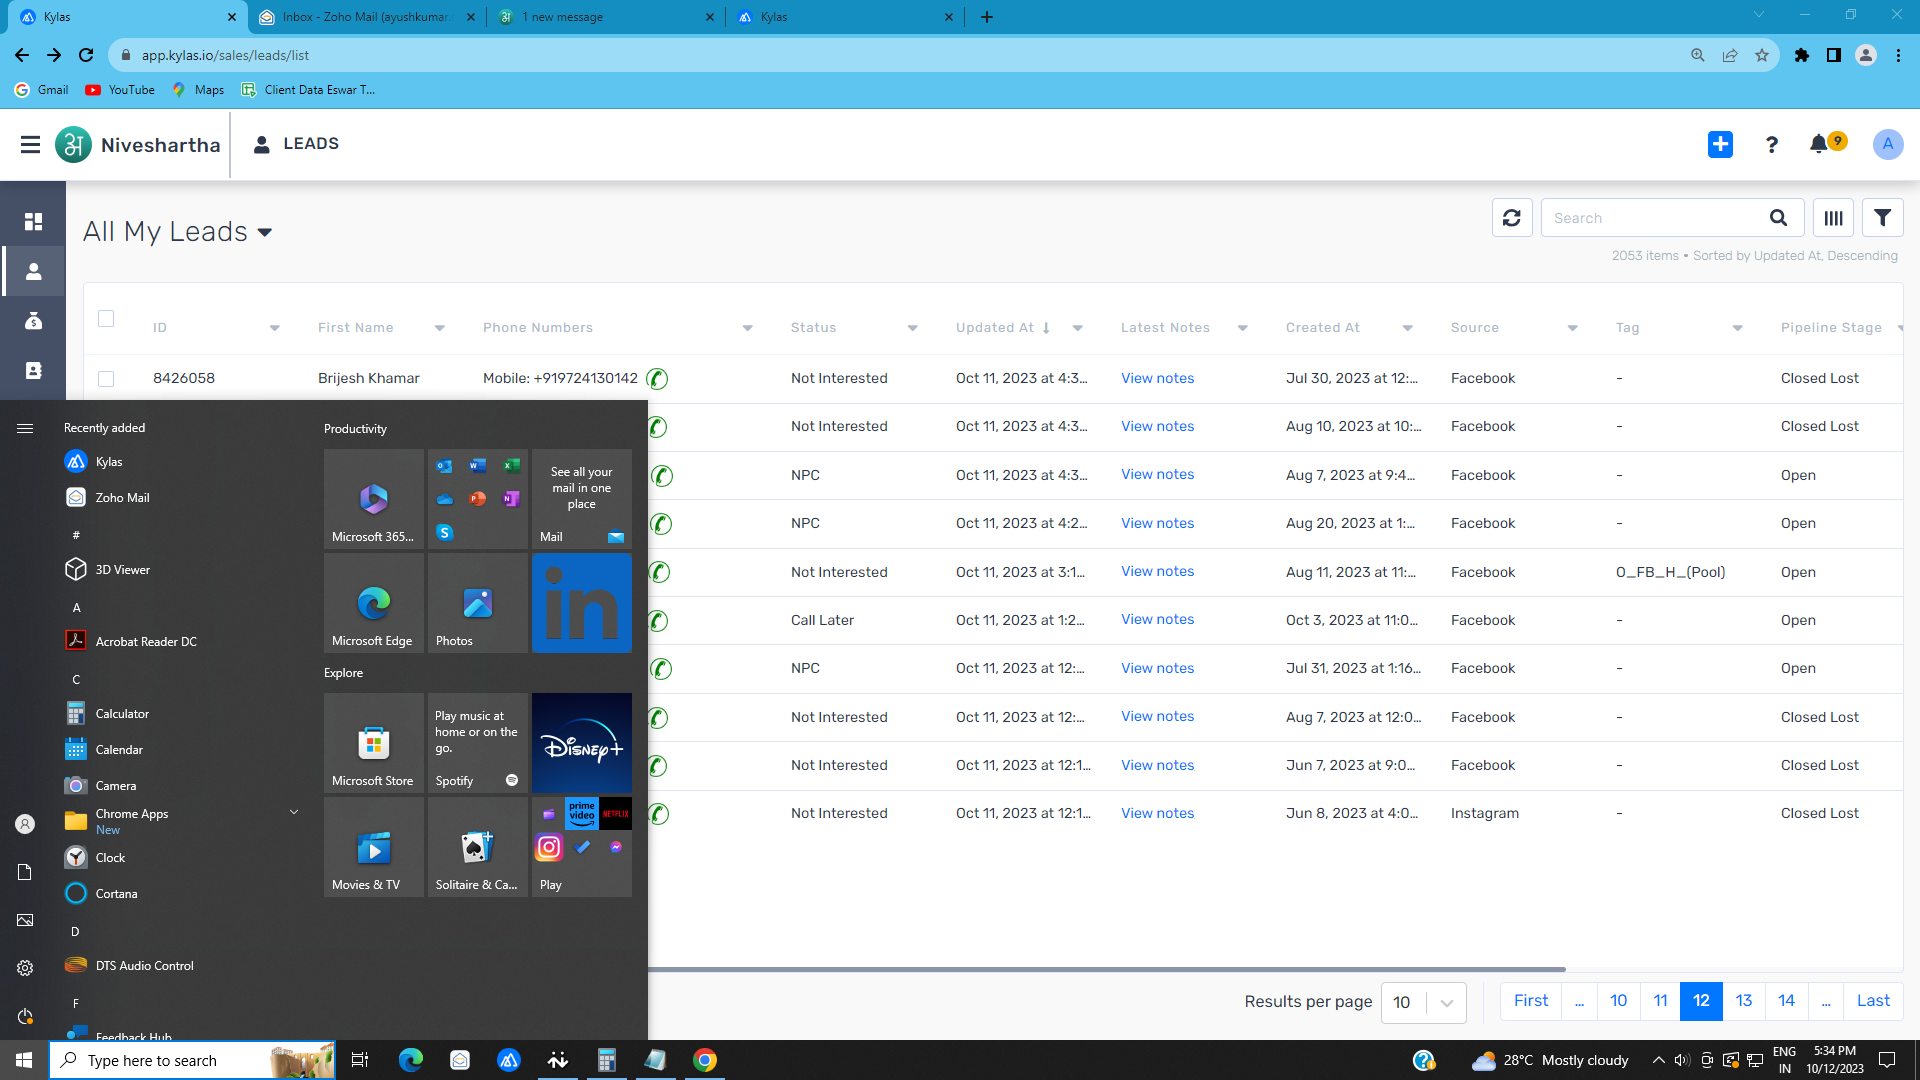 Kylas
Inbox - Zoho Mail (ayushkumar.
1 new message
Kylas
app.kylas.io/sales/leads/list
Gmail
YouTube
Maps
Client Data Eswar T...
अ Niveshartha
LEADS
?
9
A
All My Leads
Search
2053 items • Sorted by Updated At, Descending
ID First Name Phone Numbers Status Updated At Latest Notes Created At Source Tag Pipeline Stage
8426058 Brijesh Khamar Mobile: +919724130142 Not Interested Oct 11, 2023 at 4:3... View notes Jul 30, 2023 at 12:... Facebook - Closed Lost
Not Interested Oct 11, 2023 at 4:3... View notes Aug 10, 2023 at 10:... Facebook - Closed Lost
NPC Oct 11, 2023 at 4:3... View notes Aug 7, 2023 at 9:4... Facebook - Open
NPC Oct 11, 2023 at 4:2... View notes Aug 20, 2023 at 1:... Facebook - Open
Not Interested Oct 11, 2023 at 3:1... View notes Aug 11, 2023 at 11:... Facebook O_FB_H_(Pool) Open
Call Later Oct 11, 2023 at 1:2... View notes Oct 3, 2023 at 11:0... Facebook - Open
NPC Oct 11, 2023 at 12:... View notes Jul 31, 2023 at 1:16... Facebook - Open
Not Interested Oct 11, 2023 at 12:... View notes Aug 7, 2023 at 12:0... Facebook - Closed Lost
Not Interested Oct 11, 2023 at 12:1... View notes Jun 7, 2023 at 9:0... Facebook - Closed Lost
Not Interested Oct 11, 2023 at 12:1... View notes Jun 8, 2023 at 4:0... Instagram - Closed Lost
Results per page 10
First ... 10 11 12 13 14 ... Last
Recently added
Kylas
Zoho Mail
#
3D Viewer
A
Acrobat Reader DC
C
Calculator
Calendar
Camera
Chrome Apps
New
Clock
Cortana
D
DTS Audio Control
F
Feedback Hub
Productivity
Microsoft 365...
See all your
mail in one
place
Mail
Microsoft Edge
Photos
in
Explore
Microsoft Store
Play music at
home or on the
go.
Spotify
Disney+
Movies & TV
Solitaire & Ca...
prime video
NETFLIX
Play
Type here to search
28°C Mostly cloudy
ENG
IN
5:34 PM
10/12/2023